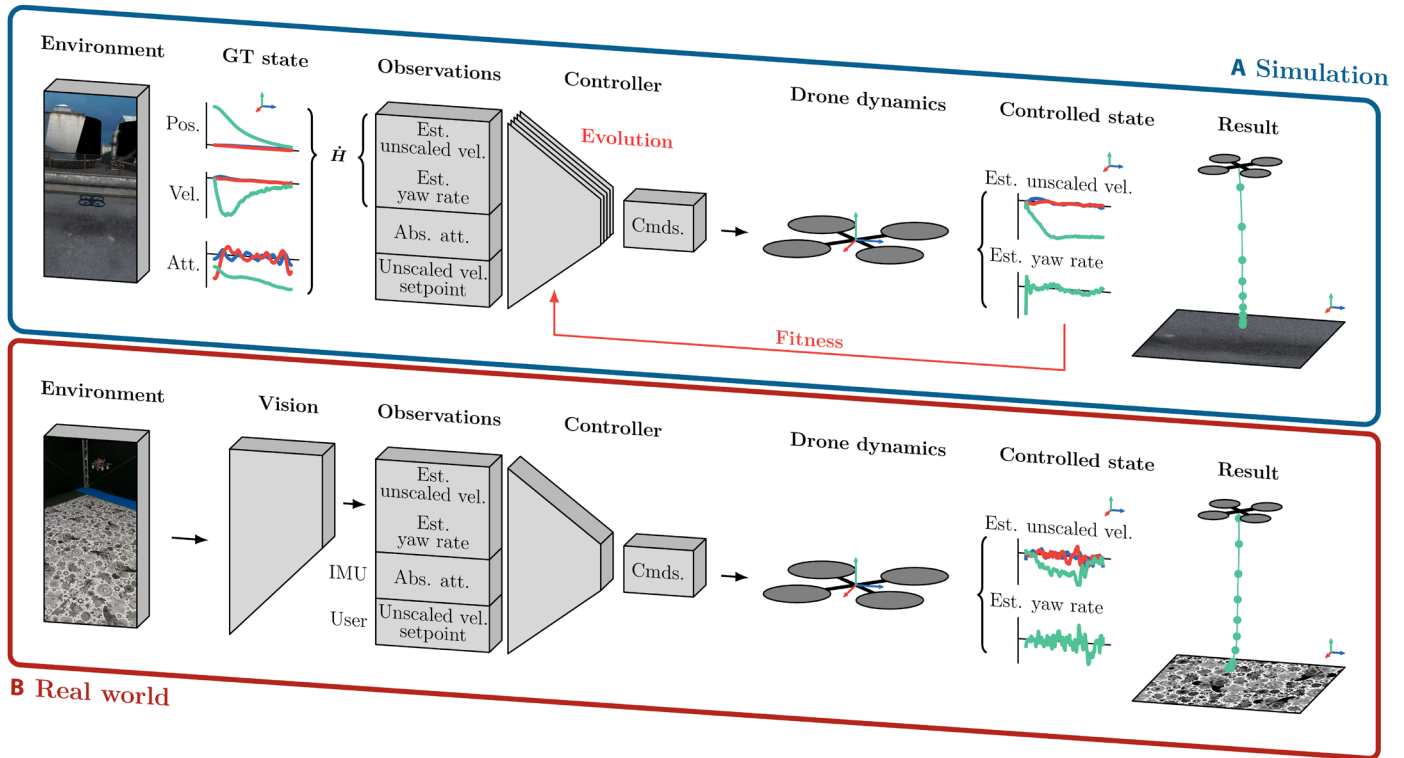 A Simulation
Environment
GT state
Observations
Controller
Drone dynamics
Controlled state
Result
Pos.
Vel.
Att.
Ḣ
Est.
unscaled vel.
Est.
yaw rate
Abs. att.
Unscaled vel.
setpoint
Evolution
Cmds.
Est. unscaled vel.
Est. yaw rate
Fitness
Environment
Vision
Observations
Controller
Drone dynamics
Controlled state
Result
Est.
unscaled vel.
Est.
yaw rate
IMU
Abs. att.
User
Unscaled vel.
setpoint
Cmds.
Est. unscaled vel.
Est. yaw rate
B Real world